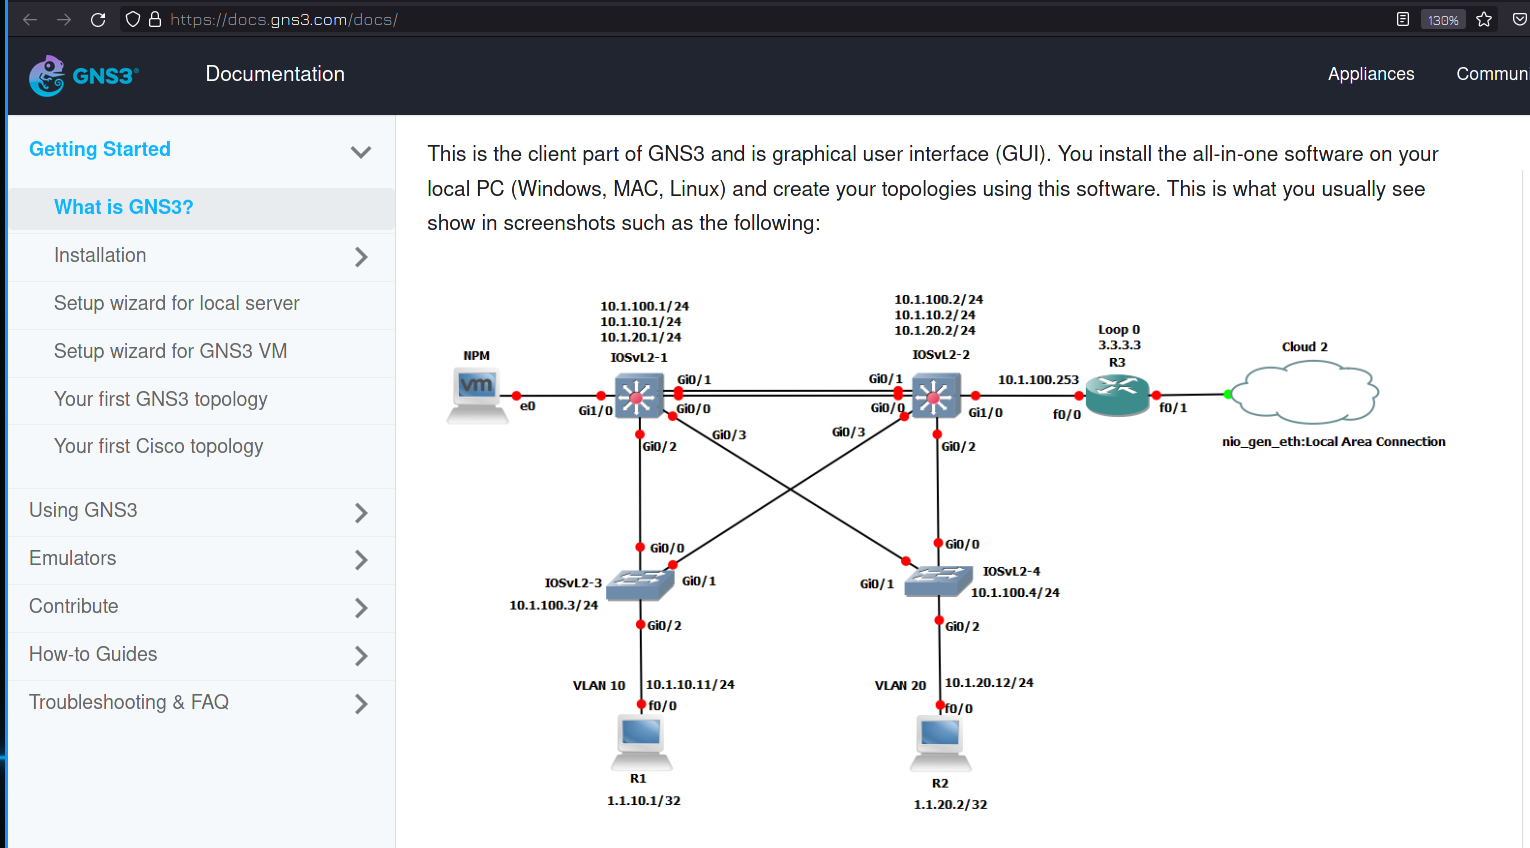 https://docs.gns3.com/docs/
130%
GNS3
Documentation
Appliances
Commun
Getting Started
What is GNS3?
Installation
Setup wizard for local server
Setup wizard for GNS3 VM
Your first GNS3 topology
Your first Cisco topology
Using GNS3
Emulators
Contribute
How-to Guides
Troubleshooting & FAQ
This is the client part of GNS3 and is graphical user interface (GUI). You install the all-in-one software on your
local PC (Windows, MAC, Linux) and create your topologies using this software. This is what you usually see
show in screenshots such as the following:
10.1.100.1/24
10.1.10.1/24
10.1.20.1/24
IOSvL2-1
10.1.100.2/24
10.1.10.2/24
10.1.20.2/24
IOSvL2-2
Loop 0
3.3.3.3
R3
Cloud 2
NPM
vm
e0
Gi1/0
Gi0/1
Gi0/0
Gi0/1
Gi0/0
10.1.100.253
Gi1/0
f0/0
f0/1
nio_gen_eth:Local Area Connection
Gi0/2
Gi0/3
Gi0/3
Gi0/2
Gi0/0
Gi0/0
IOSvL2-3
Gi0/1
10.1.100.3/24
Gi0/1
IOSvL2-4
10.1.100.4/24
Gi0/2
Gi0/2
VLAN 10
10.1.10.11/24
f0/0
VLAN 20
10.1.20.12/24
f0/0
R1
1.1.10.1/32
R2
1.1.20.2/32